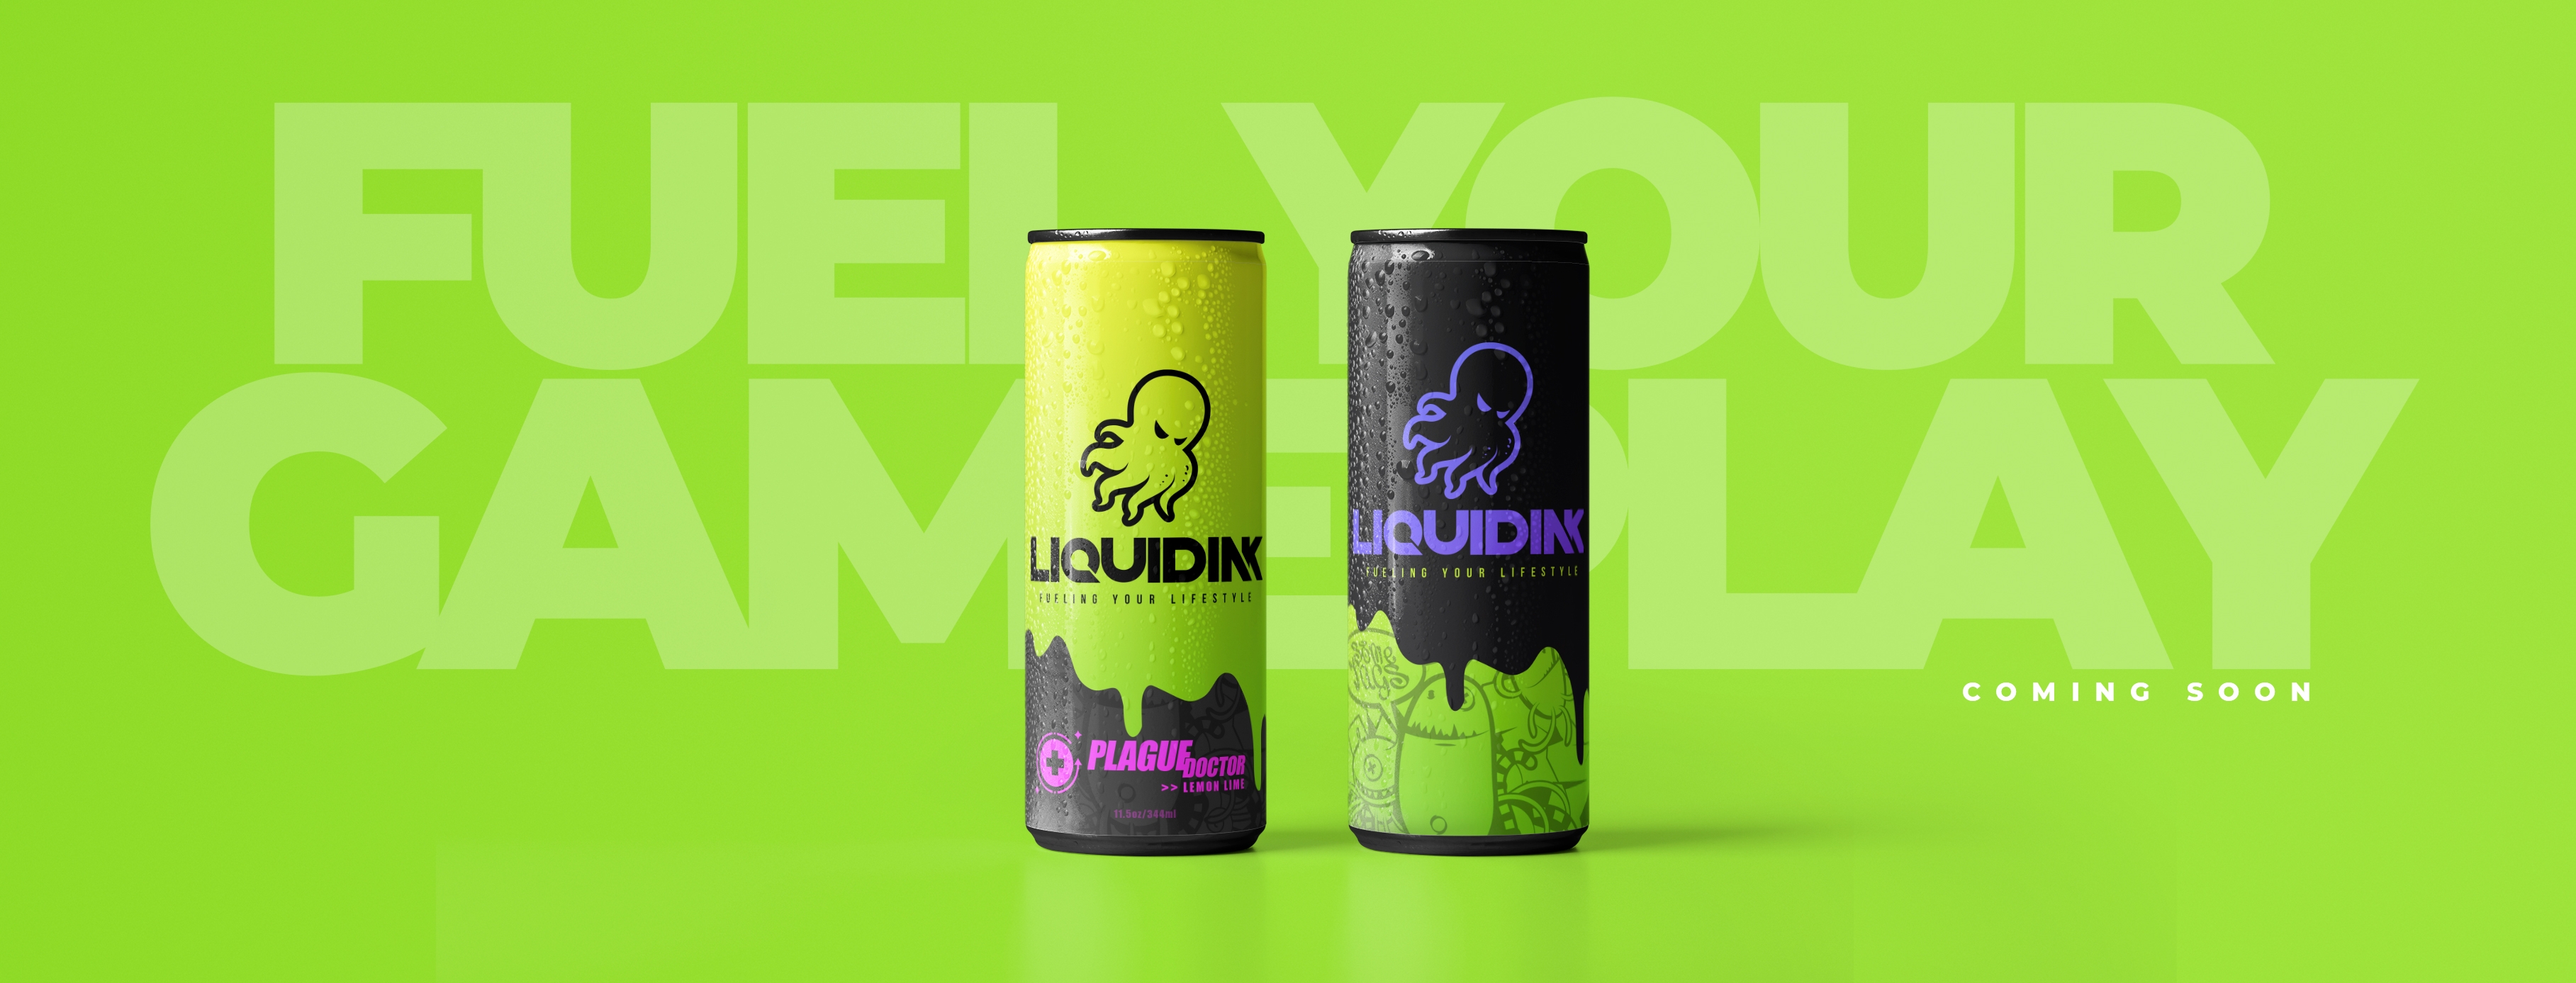 FUEL YOUR
GAMEPLAY
COMING SOON
LIQUIDINK
FUELING YOUR LIFESTYLE
PLAGUE
DOCTOR
>> LEMON LIME
11.5oz/344ml
LIQUIDINK
FUELING YOUR LIFESTYLE